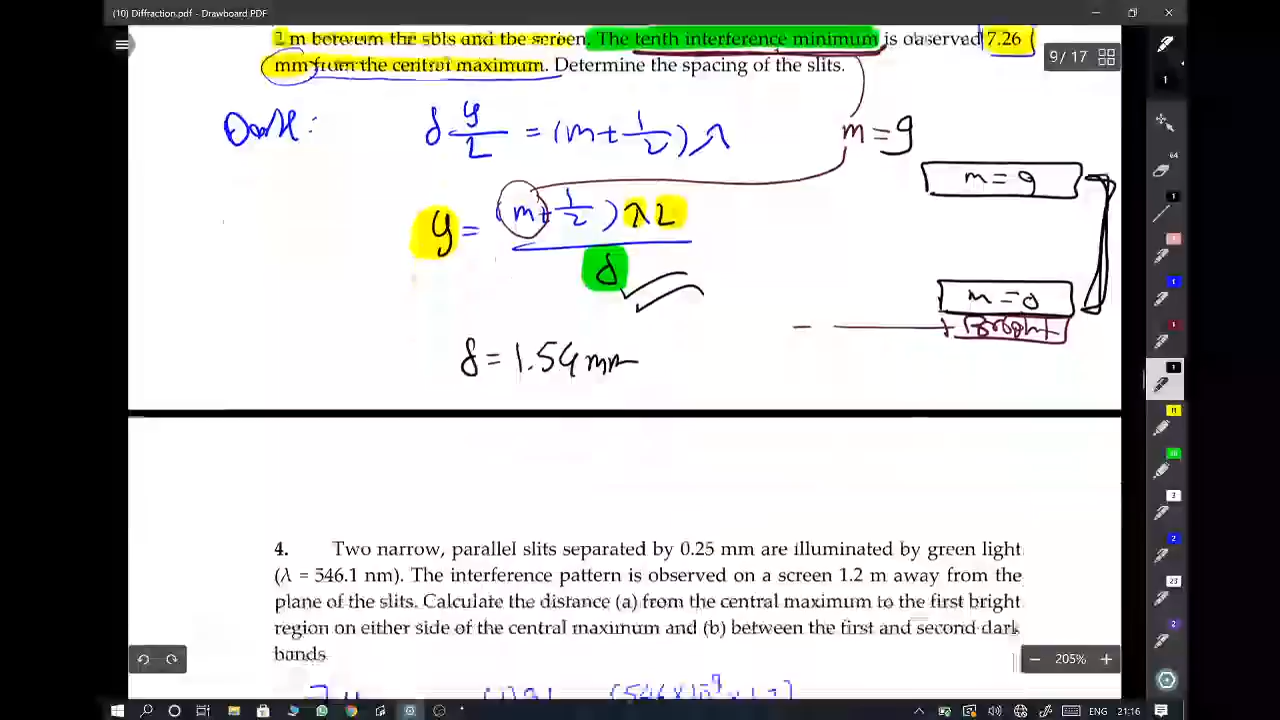 (10) Diffraction.pdf - Drawboard PDF
1 m between the slits and the screen. The tenth interference minimum is observed 7.26
mm from the central maximum. Determine the spacing of the slits.
9 / 17
Dark: d y/L = (m + 1/2) λ
m = 9
m = 9
y = (m + 1/2) λL / d
m = 0
Bright
d = 1.54 mm
4. Two narrow, parallel slits separated by 0.25 mm are illuminated by green light
(λ = 546.1 nm). The interference pattern is observed on a screen 1.2 m away from the
plane of the slits. Calculate the distance (a) from the central maximum to the first bright
region on either side of the central maximum and (b) between the first and second dark
bands
205%
ENG 21:16